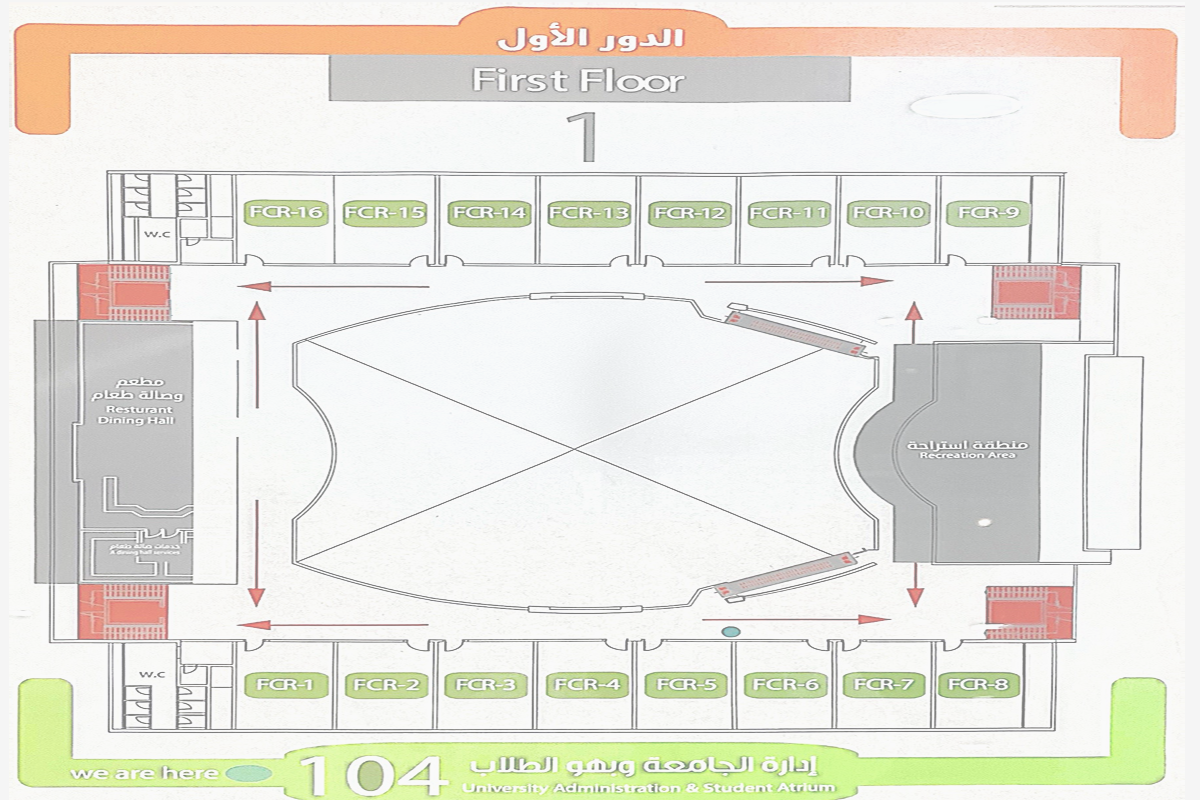 الدور الأول
First Floor
1
FCR-16 FCR-15 FCR-14 FCR-13 FCR-12 FCR-11 FCR-10 FCR-9
w.c
مطعم
وصالة طعام
Resturant
Dining Hall
منطقة استراحة
Recreation Area
خدمات صالة طعام
& dining hall services
w.c
FCR-1 FCR-2 FCR-3 FCR-4 FCR-5 FCR-6 FCR-7 FCR-8
we are here
104
إدارة الجامعة وبهو الطلاب
University Administration & Student Atrium